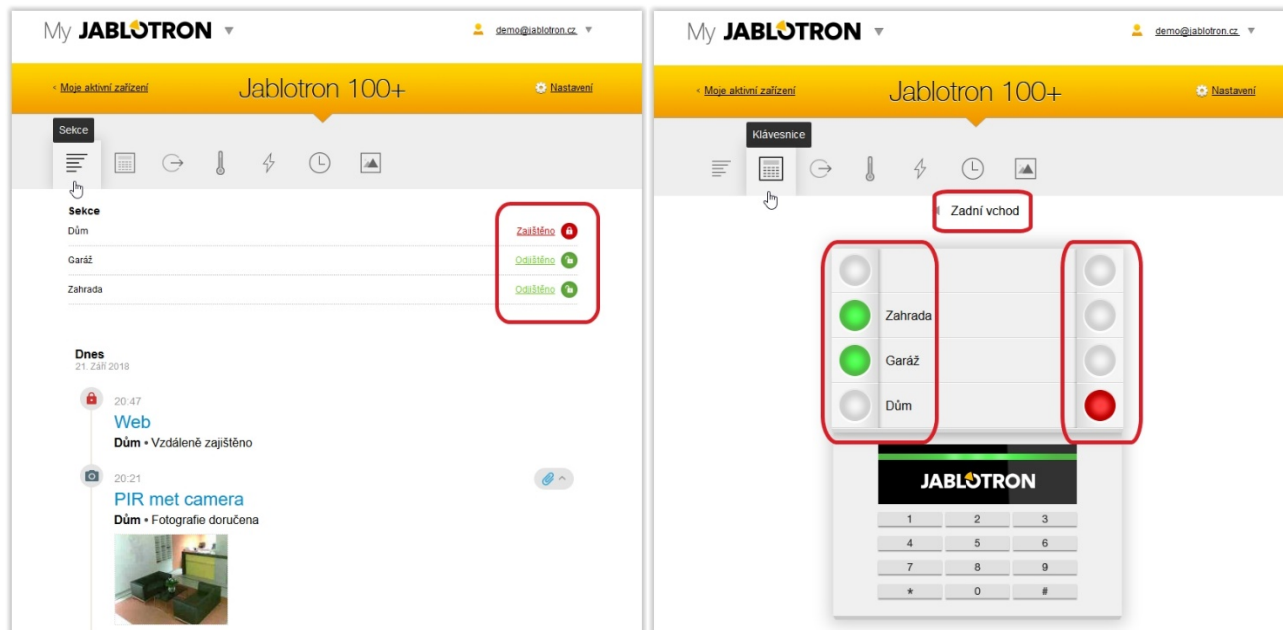 My JABLOTRON
demo@jablotron.cz
‹ Moje aktivní zařízení
Jablotron 100+
Nastavení
Sekce
Sekce
Dům
Zajištěno
Garáž
Odjištěno
Zahrada
Odjištěno
Dnes
21. Září 2018
20:47
Web
Dům • Vzdáleně zajištěno
20:21
PIR met camera
Dům • Fotografie doručena
My JABLOTRON
demo@jablotron.cz
‹ Moje aktivní zařízení
Jablotron 100+
Nastavení
Klávesnice
Zadní vchod
Zahrada
Garáž
Dům
JABLOTRON
1 2 3
4 5 6
7 8 9
* 0 #